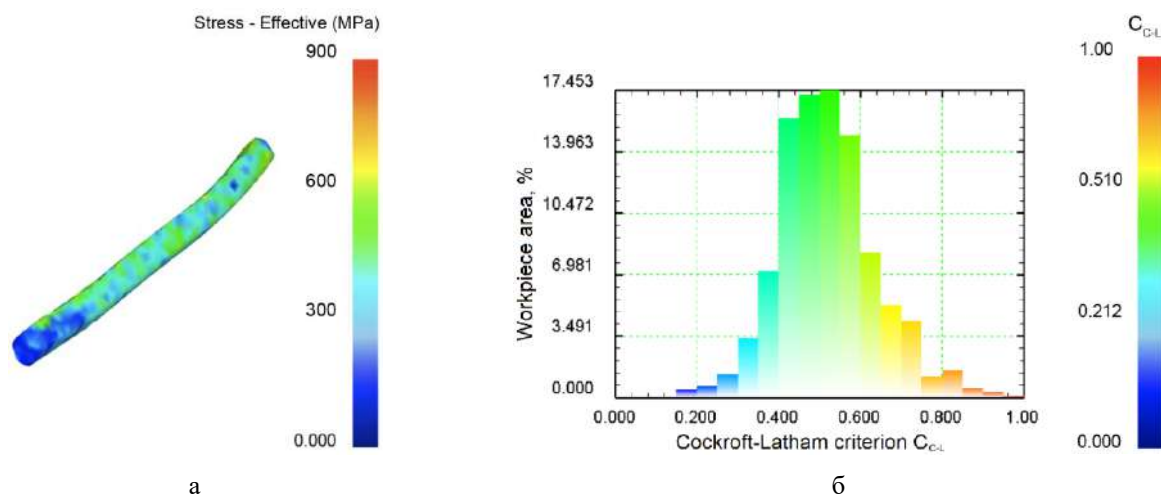 Stress - Effective (MPa)
900
600
300
0.000
а
17.453
13.963
10.472
6.981
3.491
0.000
Workpiece area, %
0.000 0.200 0.400 0.600 0.800 1.00
Cockroft-Latham criterion C_C-L
C_C-L
1.00
0.510
0.212
0.000
б